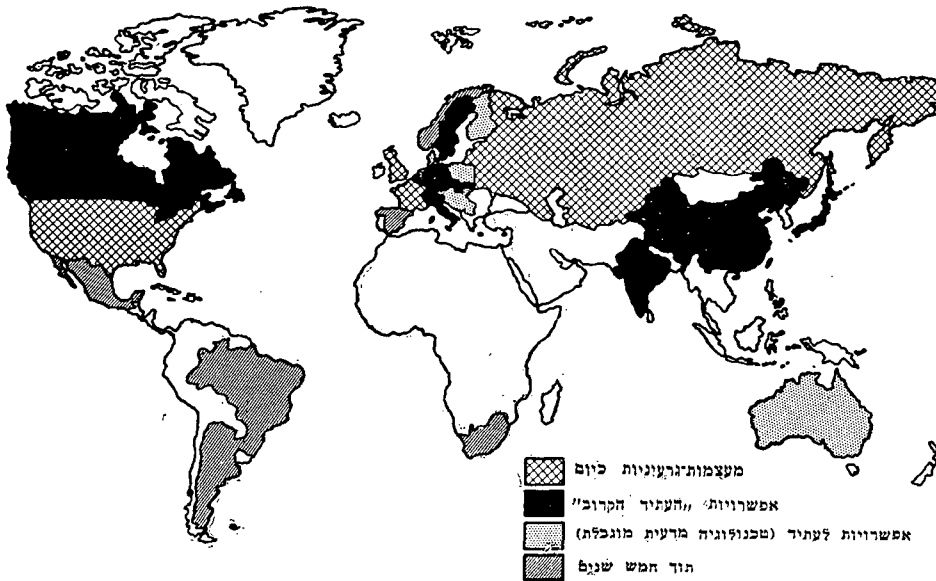 מעצמות־גרעיניות כיום
אפשרויות „העתיד הקרוב”
אפשרויות לעתיד (טכנולוגיה מדעית מוגבלת)
תוך חמש שנים